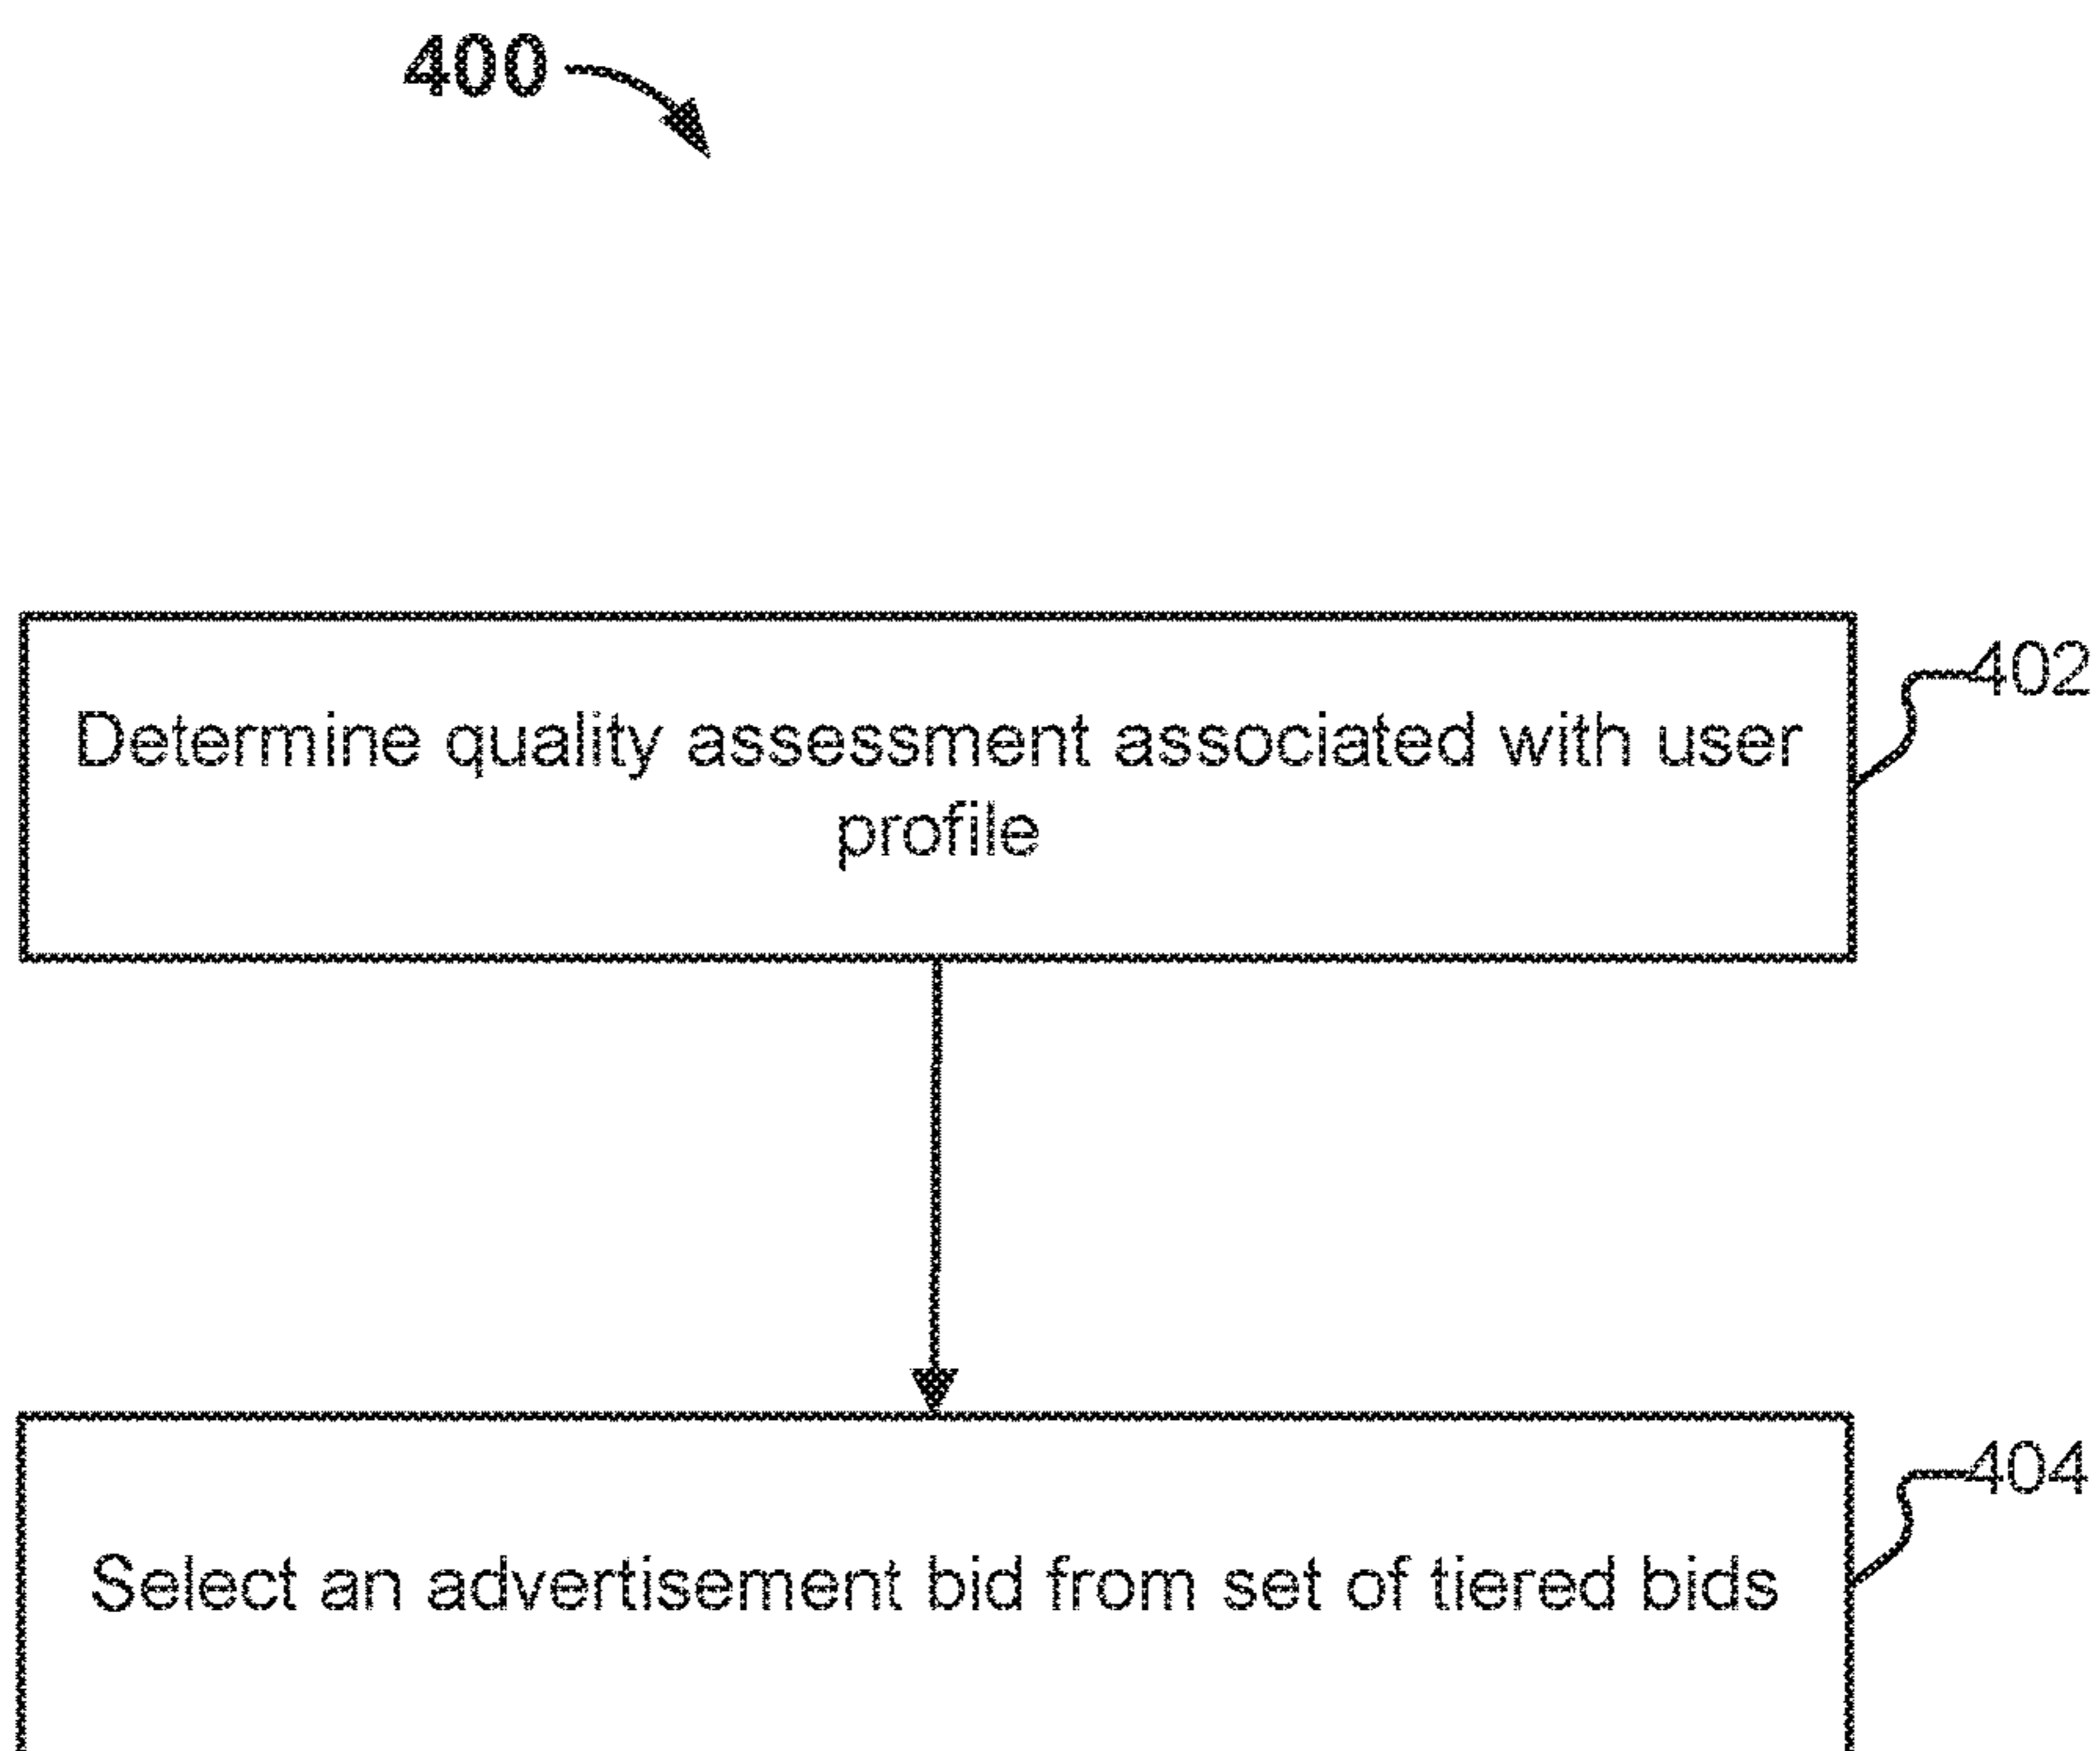 400
402
Determine quality assessment associated with user
profile
404
Select an advertisement bid from set of tiered bids